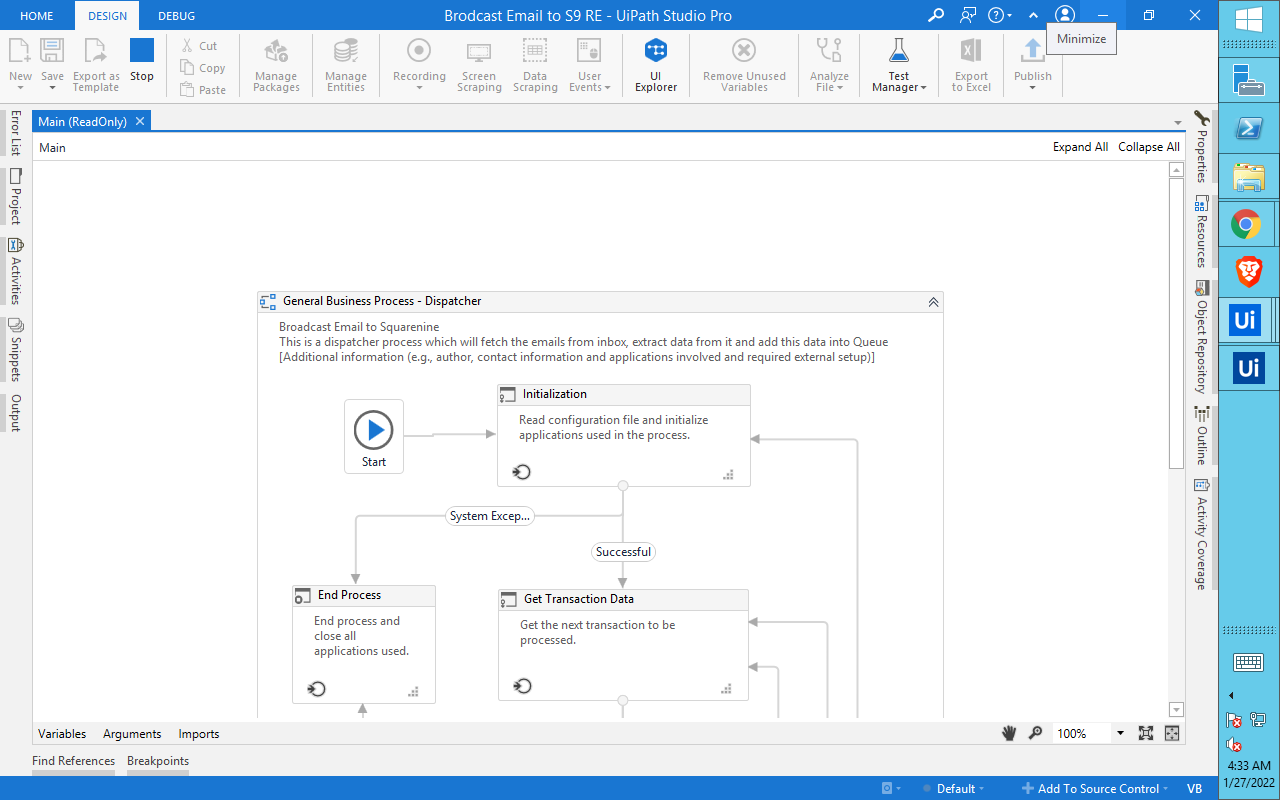 Brodcast Email to S9 RE - UiPath Studio Pro
HOME
DESIGN
DEBUG
Minimize
New
Save
Export as
Template
Stop
Cut
Copy
Paste
Manage
Packages
Manage
Entities
Recording
Screen
Scraping
Data
Scraping
User
Events
UI
Explorer
Remove Unused
Variables
Analyze
File
Test
Manager
Export
to Excel
Publish
Error List
Project
Activities
Snippets
Output
Main (ReadOnly)
Main
Expand All
Collapse All
General Business Process - Dispatcher
Broadcast Email to Squarenine
This is a dispatcher process which will fetch the emails from inbox, extract data from it and add this data into Queue
[Additional information (e.g., author, contact information and applications involved and required external setup)]
Start
Initialization
Read configuration file and initialize
applications used in the process.
System Excep...
Successful
End Process
End process and
close all
applications used.
Get Transaction Data
Get the next transaction to be
processed.
Properties
Resources
Object Repository
Outline
Activity Coverage
Variables
Arguments
Imports
100%
Find References
Breakpoints
Default
Add To Source Control
VB
Ui
Ui
4:33 AM
1/27/2022